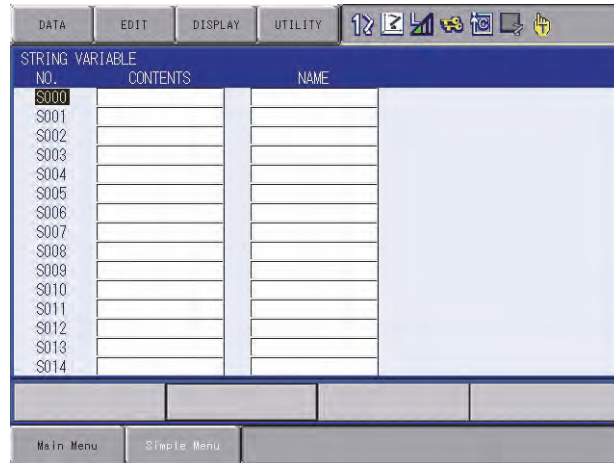 DATA EDIT DISPLAY UTILITY
STRING VARIABLE
NO. CONTENTS NAME
S000
S001
S002
S003
S004
S005
S006
S007
S008
S009
S010
S011
S012
S013
S014
Main Menu Simple Menu